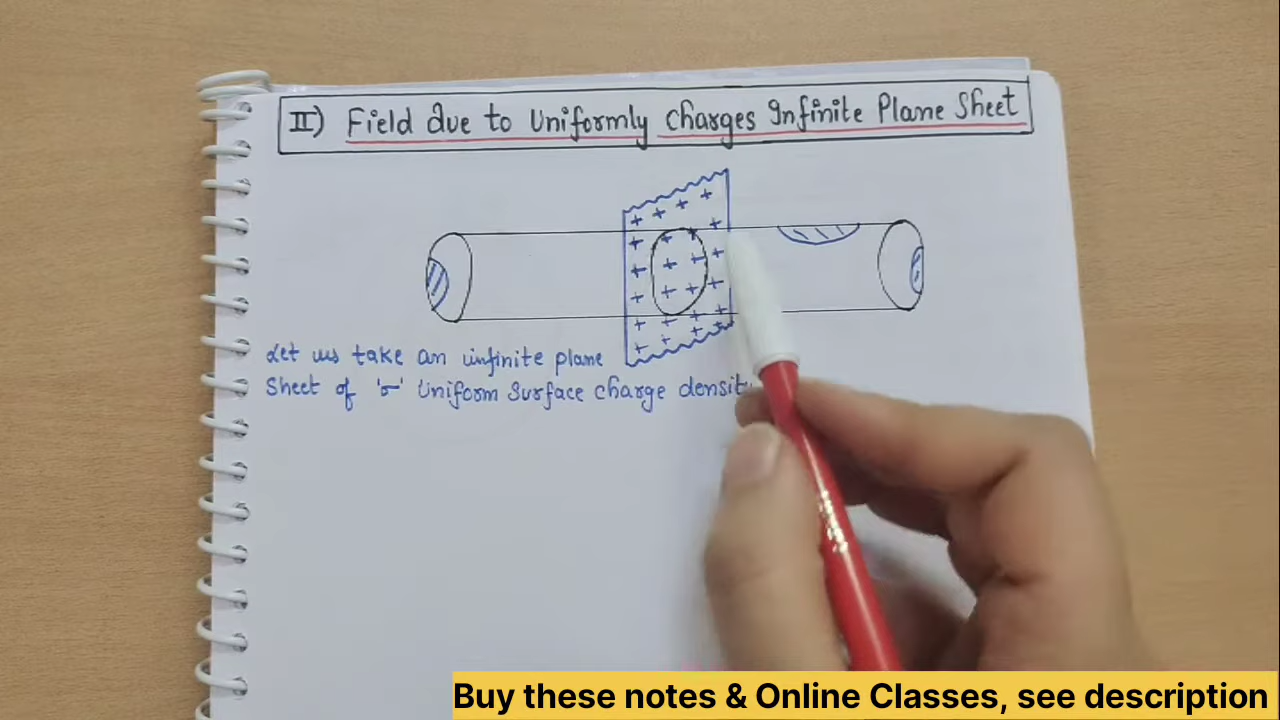 II) Field due to Uniformly Charges Infinite Plane Sheet
Let us take an infinite plane
Sheet of 'σ' Uniform Surface charge density
Buy these notes & Online Classes, see description